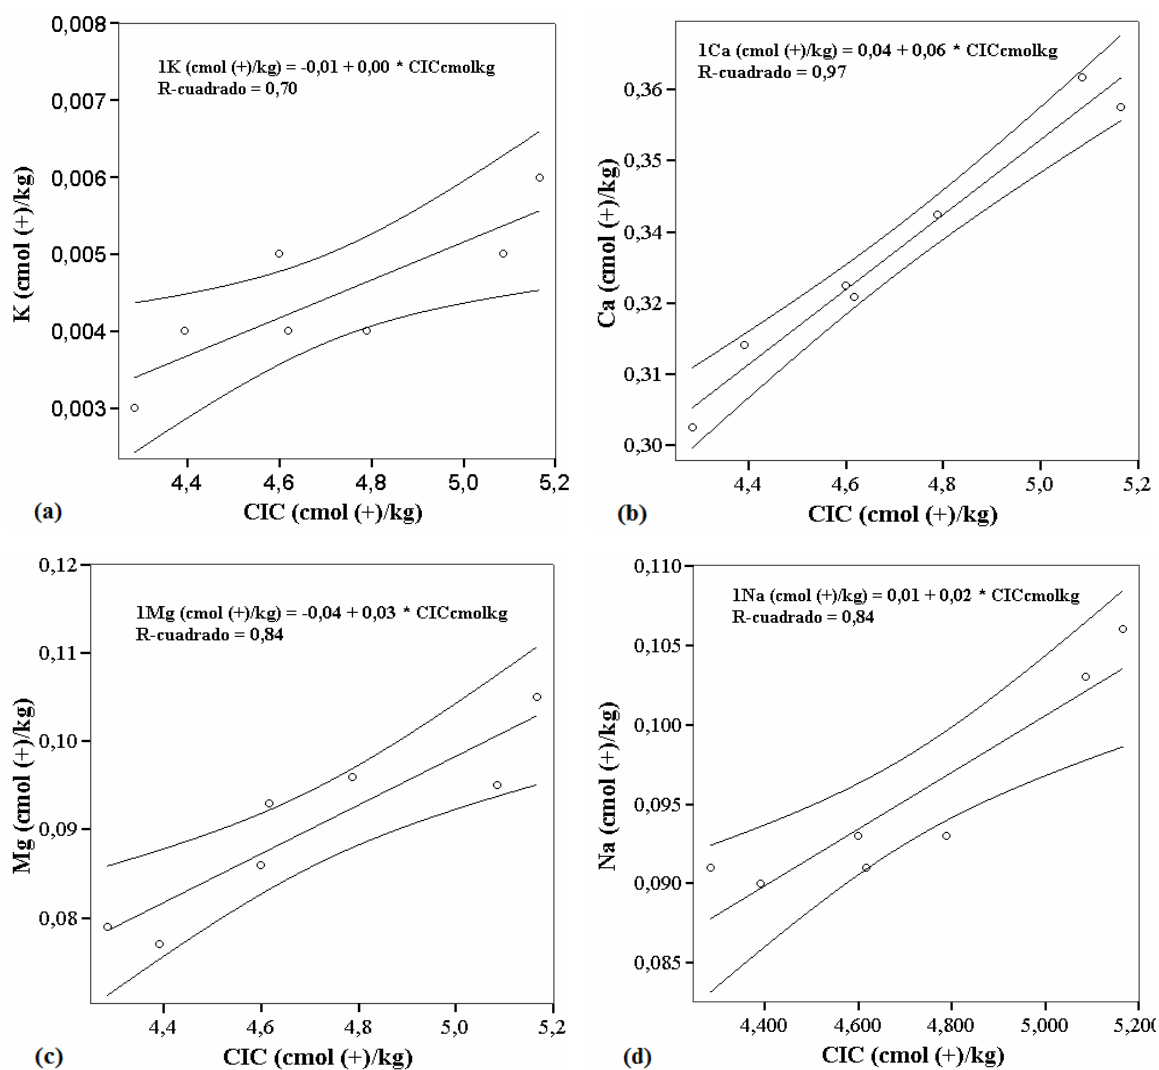 0,008
0,007
0,006
0,005
0,004
0,003
K (cmol (+)/kg)
1K (cmol (+)/kg) = -0,01 + 0,00 * CICcmolkg
R-cuadrado = 0,70
4,4 4,6 4,8 5,0 5,2
CIC (cmol (+)/kg)
(a)
0,36
0,35
0,34
0,32
0,31
0,30
Ca (cmol (+)/kg)
1Ca (cmol (+)/kg) = 0,04 + 0,06 * CICcmolkg
R-cuadrado = 0,97
4,4 4,6 4,8 5,0 5,2
CIC (cmol (+)/kg)
(b)
0,12
0,11
0,10
0,09
0,08
Mg (cmol (+)/kg)
1Mg (cmol (+)/kg) = -0,04 + 0,03 * CICcmolkg
R-cuadrado = 0,84
4,4 4,6 4,8 5,0 5,2
CIC (cmol (+)/kg)
(c)
0,110
0,105
0,100
0,095
0,090
0,085
Na (cmol (+)/kg)
1Na (cmol (+)/kg) = 0,01 + 0,02 * CICcmolkg
R-cuadrado = 0,84
4,400 4,600 4,800 5,000 5,200
CIC (cmol (+)/kg)
(d)